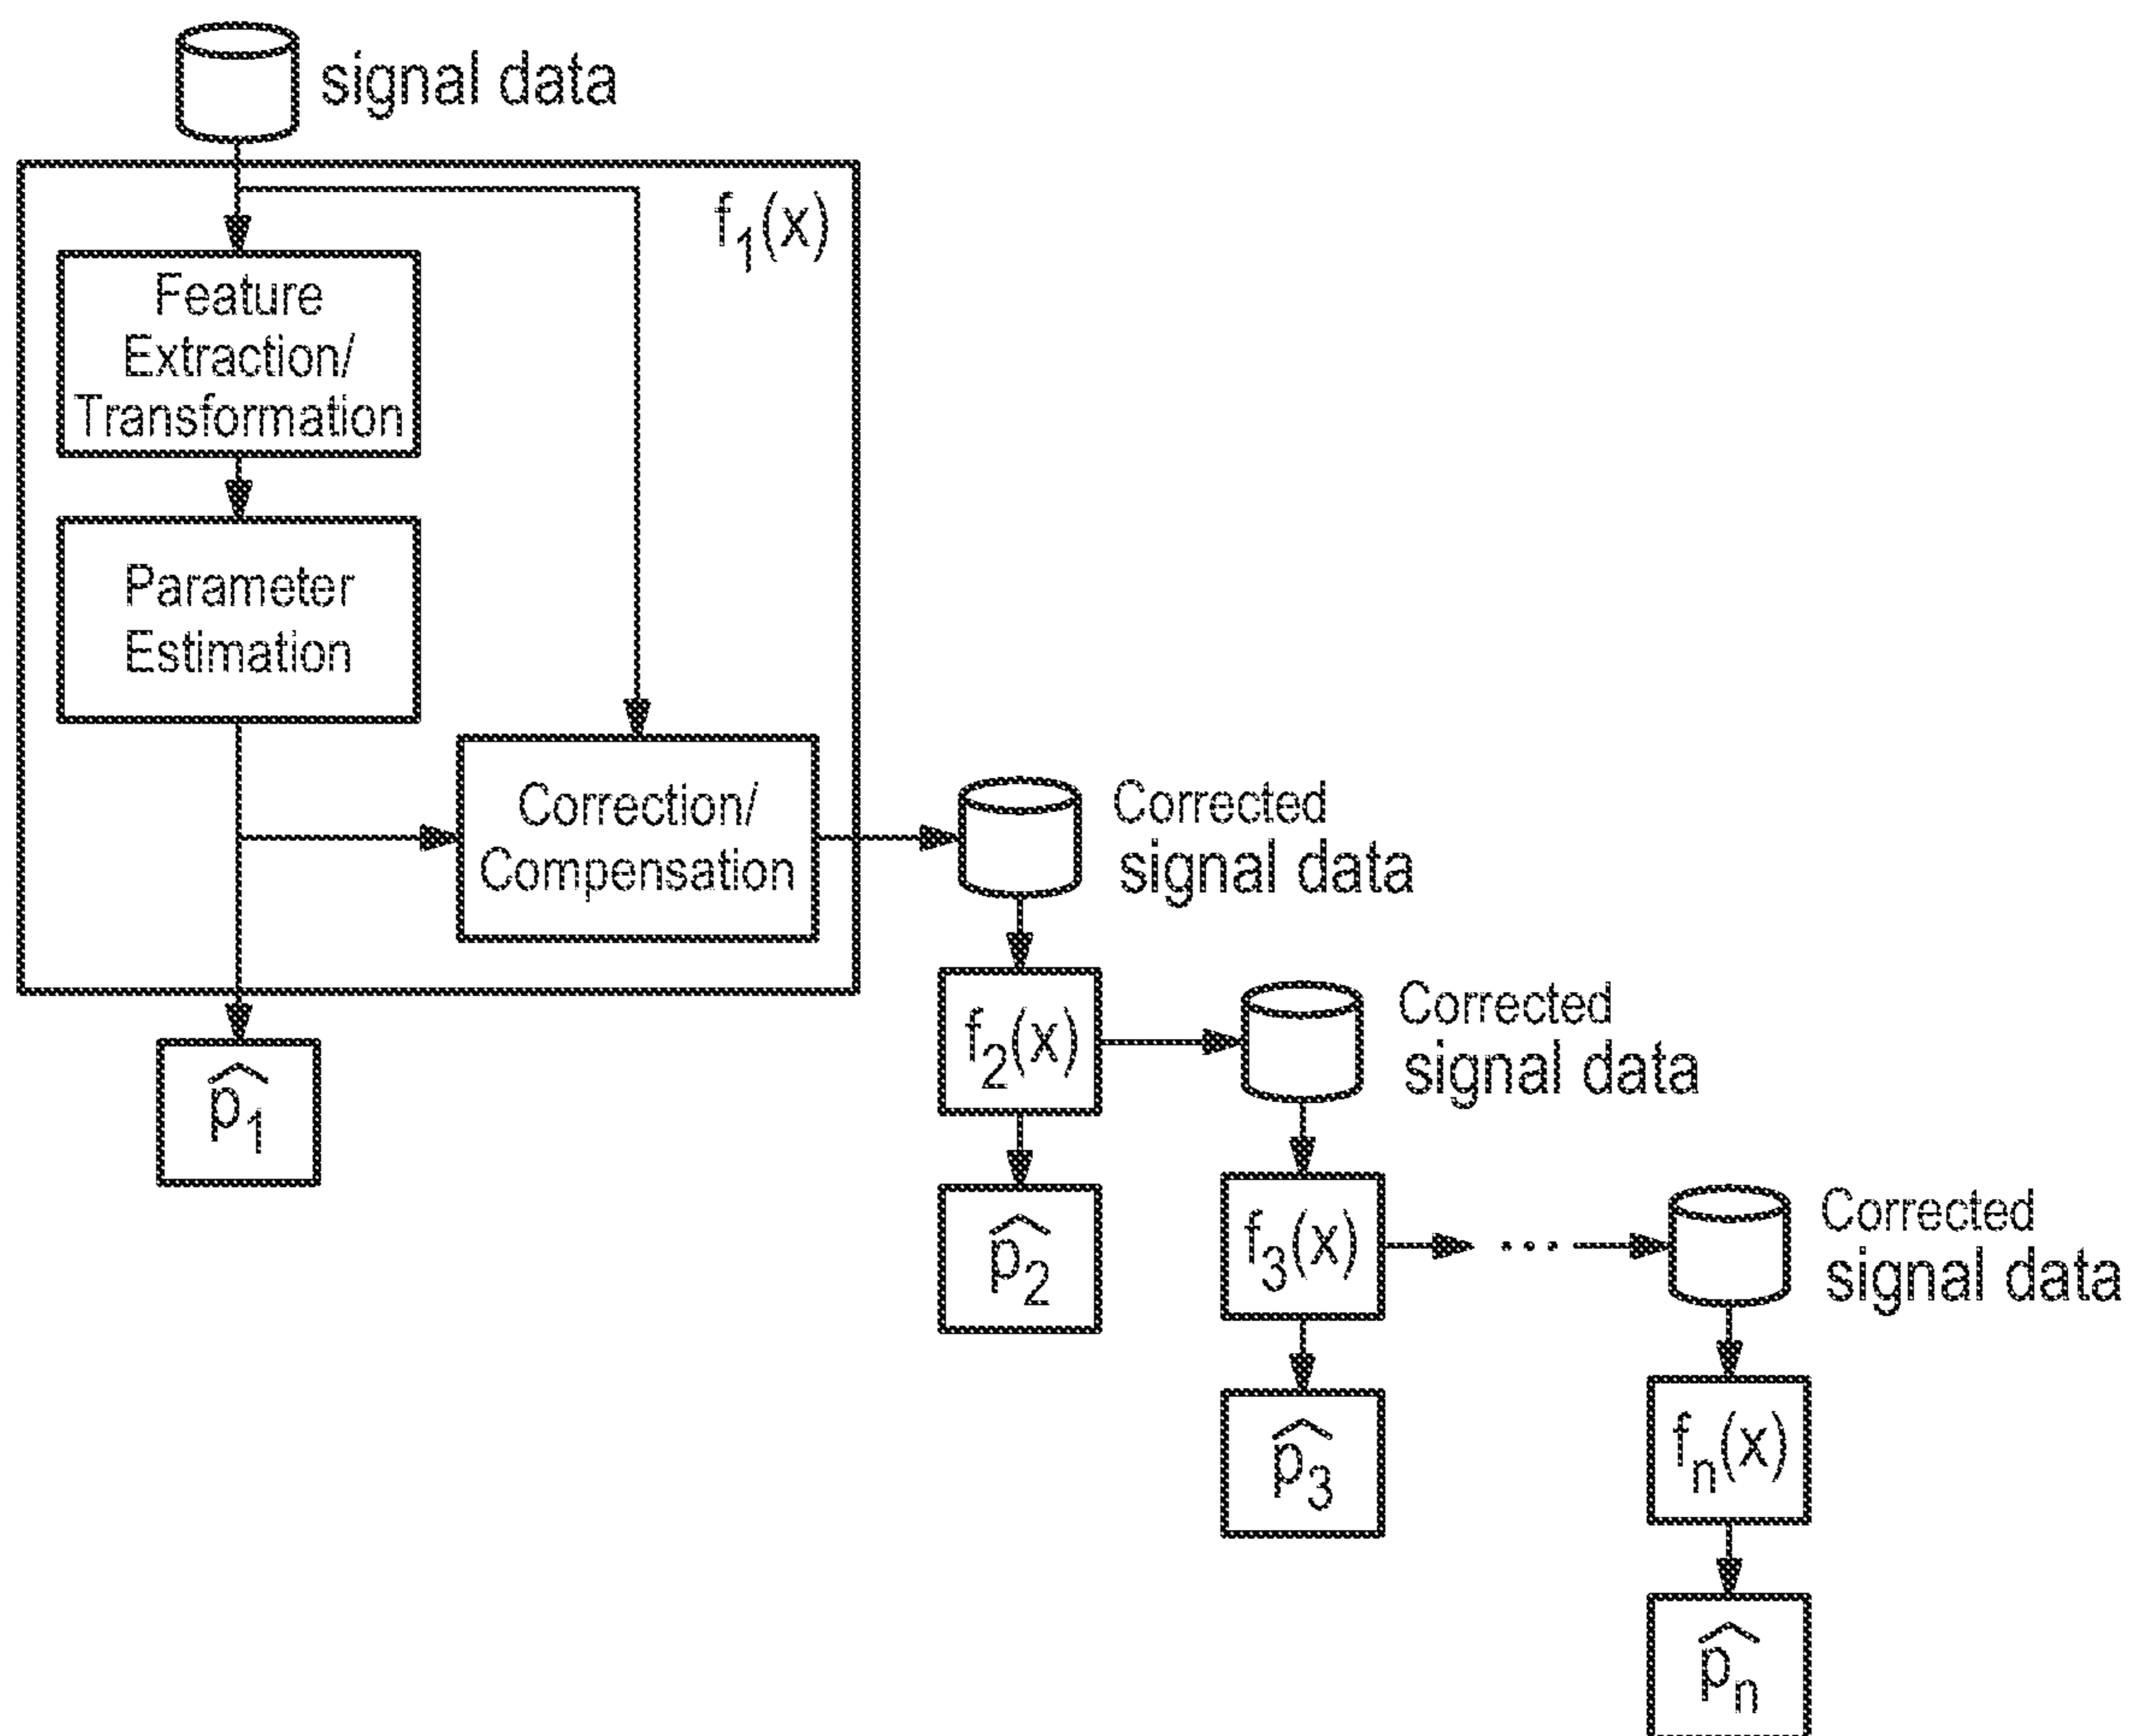 signal data
f₁(x)
Feature
Extraction/
Transformation
Parameter
Estimation
Correction/
Compensation
Corrected
signal data
f₂(x)
Corrected
signal data
p̂₁
f₃(x)
...
Corrected
signal data
p̂₂
fₙ(x)
p̂₃
p̂ₙ